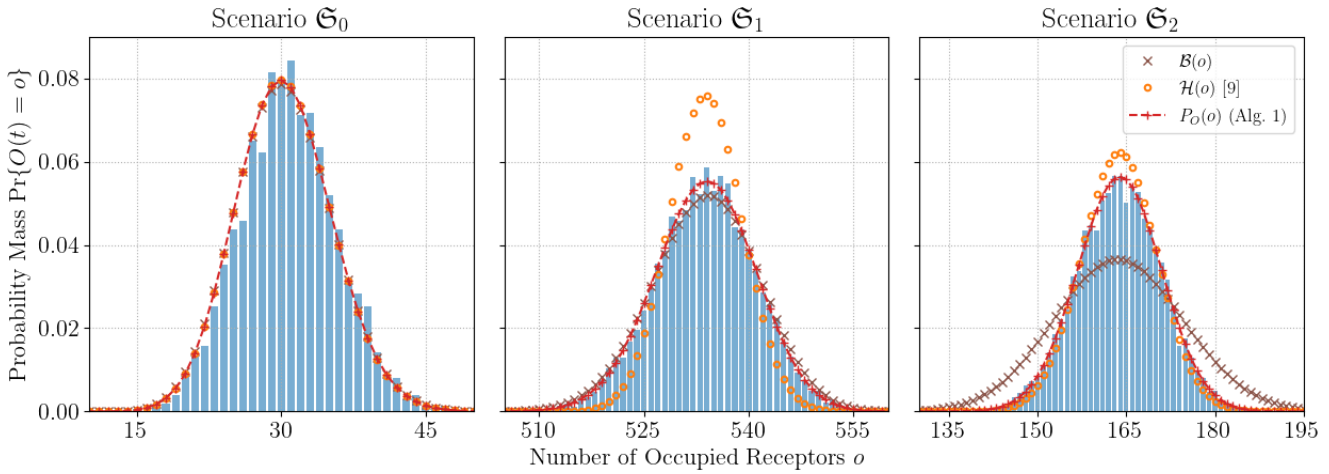 Scenario 𝔖₀
Scenario 𝔖₁
Scenario 𝔖₂
Probability Mass Pr{O(t) = o}
0.08
0.06
0.04
0.02
0.00
ℬ(o)
ℋ(o) [9]
P_O(o) (Alg. 1)
15 30 45
510 525 540 555
135 150 165 180 195
Number of Occupied Receptors o